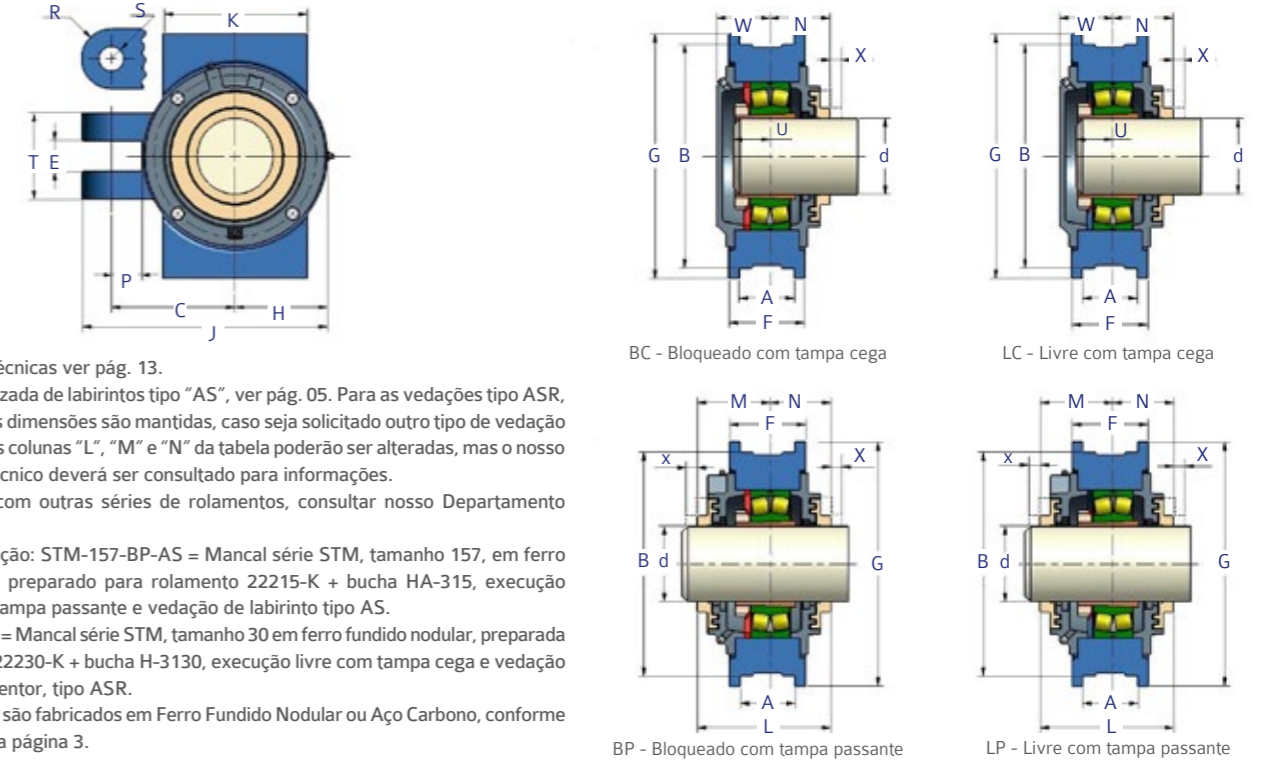 R
S
K
T
E
P
C
H
J
W
N
X
U
G
B
d
A
F
BC - Bloqueado com tampa cega
W
N
X
U
G
B
d
A
F
LC - Livre com tampa cega
écnicas ver pág. 13.
zada de labirintos tipo “AS”, ver pág. 05. Para as vedações tipo ASR,
s dimensões são mantidas, caso seja solicitado outro tipo de vedação
s colunas “L”, “M” e “N” da tabela poderão ser alteradas, mas o nosso
écnico deverá ser consultado para informações.
com outras séries de rolamentos, consultar nosso Departamento
ção: STM-157-BP-AS = Mancal série STM, tamanho 157, em ferro
preparado para rolamento 22215-K + bucha HA-315, execução
tampa passante e vedação de labirinto tipo AS.
= Mancal série STM, tamanho 30 em ferro fundido nodular, preparada
22230-K + bucha H-3130, execução livre com tampa cega e vedação
entor, tipo ASR.
são fabricados em Ferro Fundido Nodular ou Aço Carbono, conforme
a página 3.
M
N
F
x
X
B
d
G
A
L
BP - Bloqueado com tampa passante
M
N
F
x
X
B
d
G
A
L
LP - Livre com tampa passante